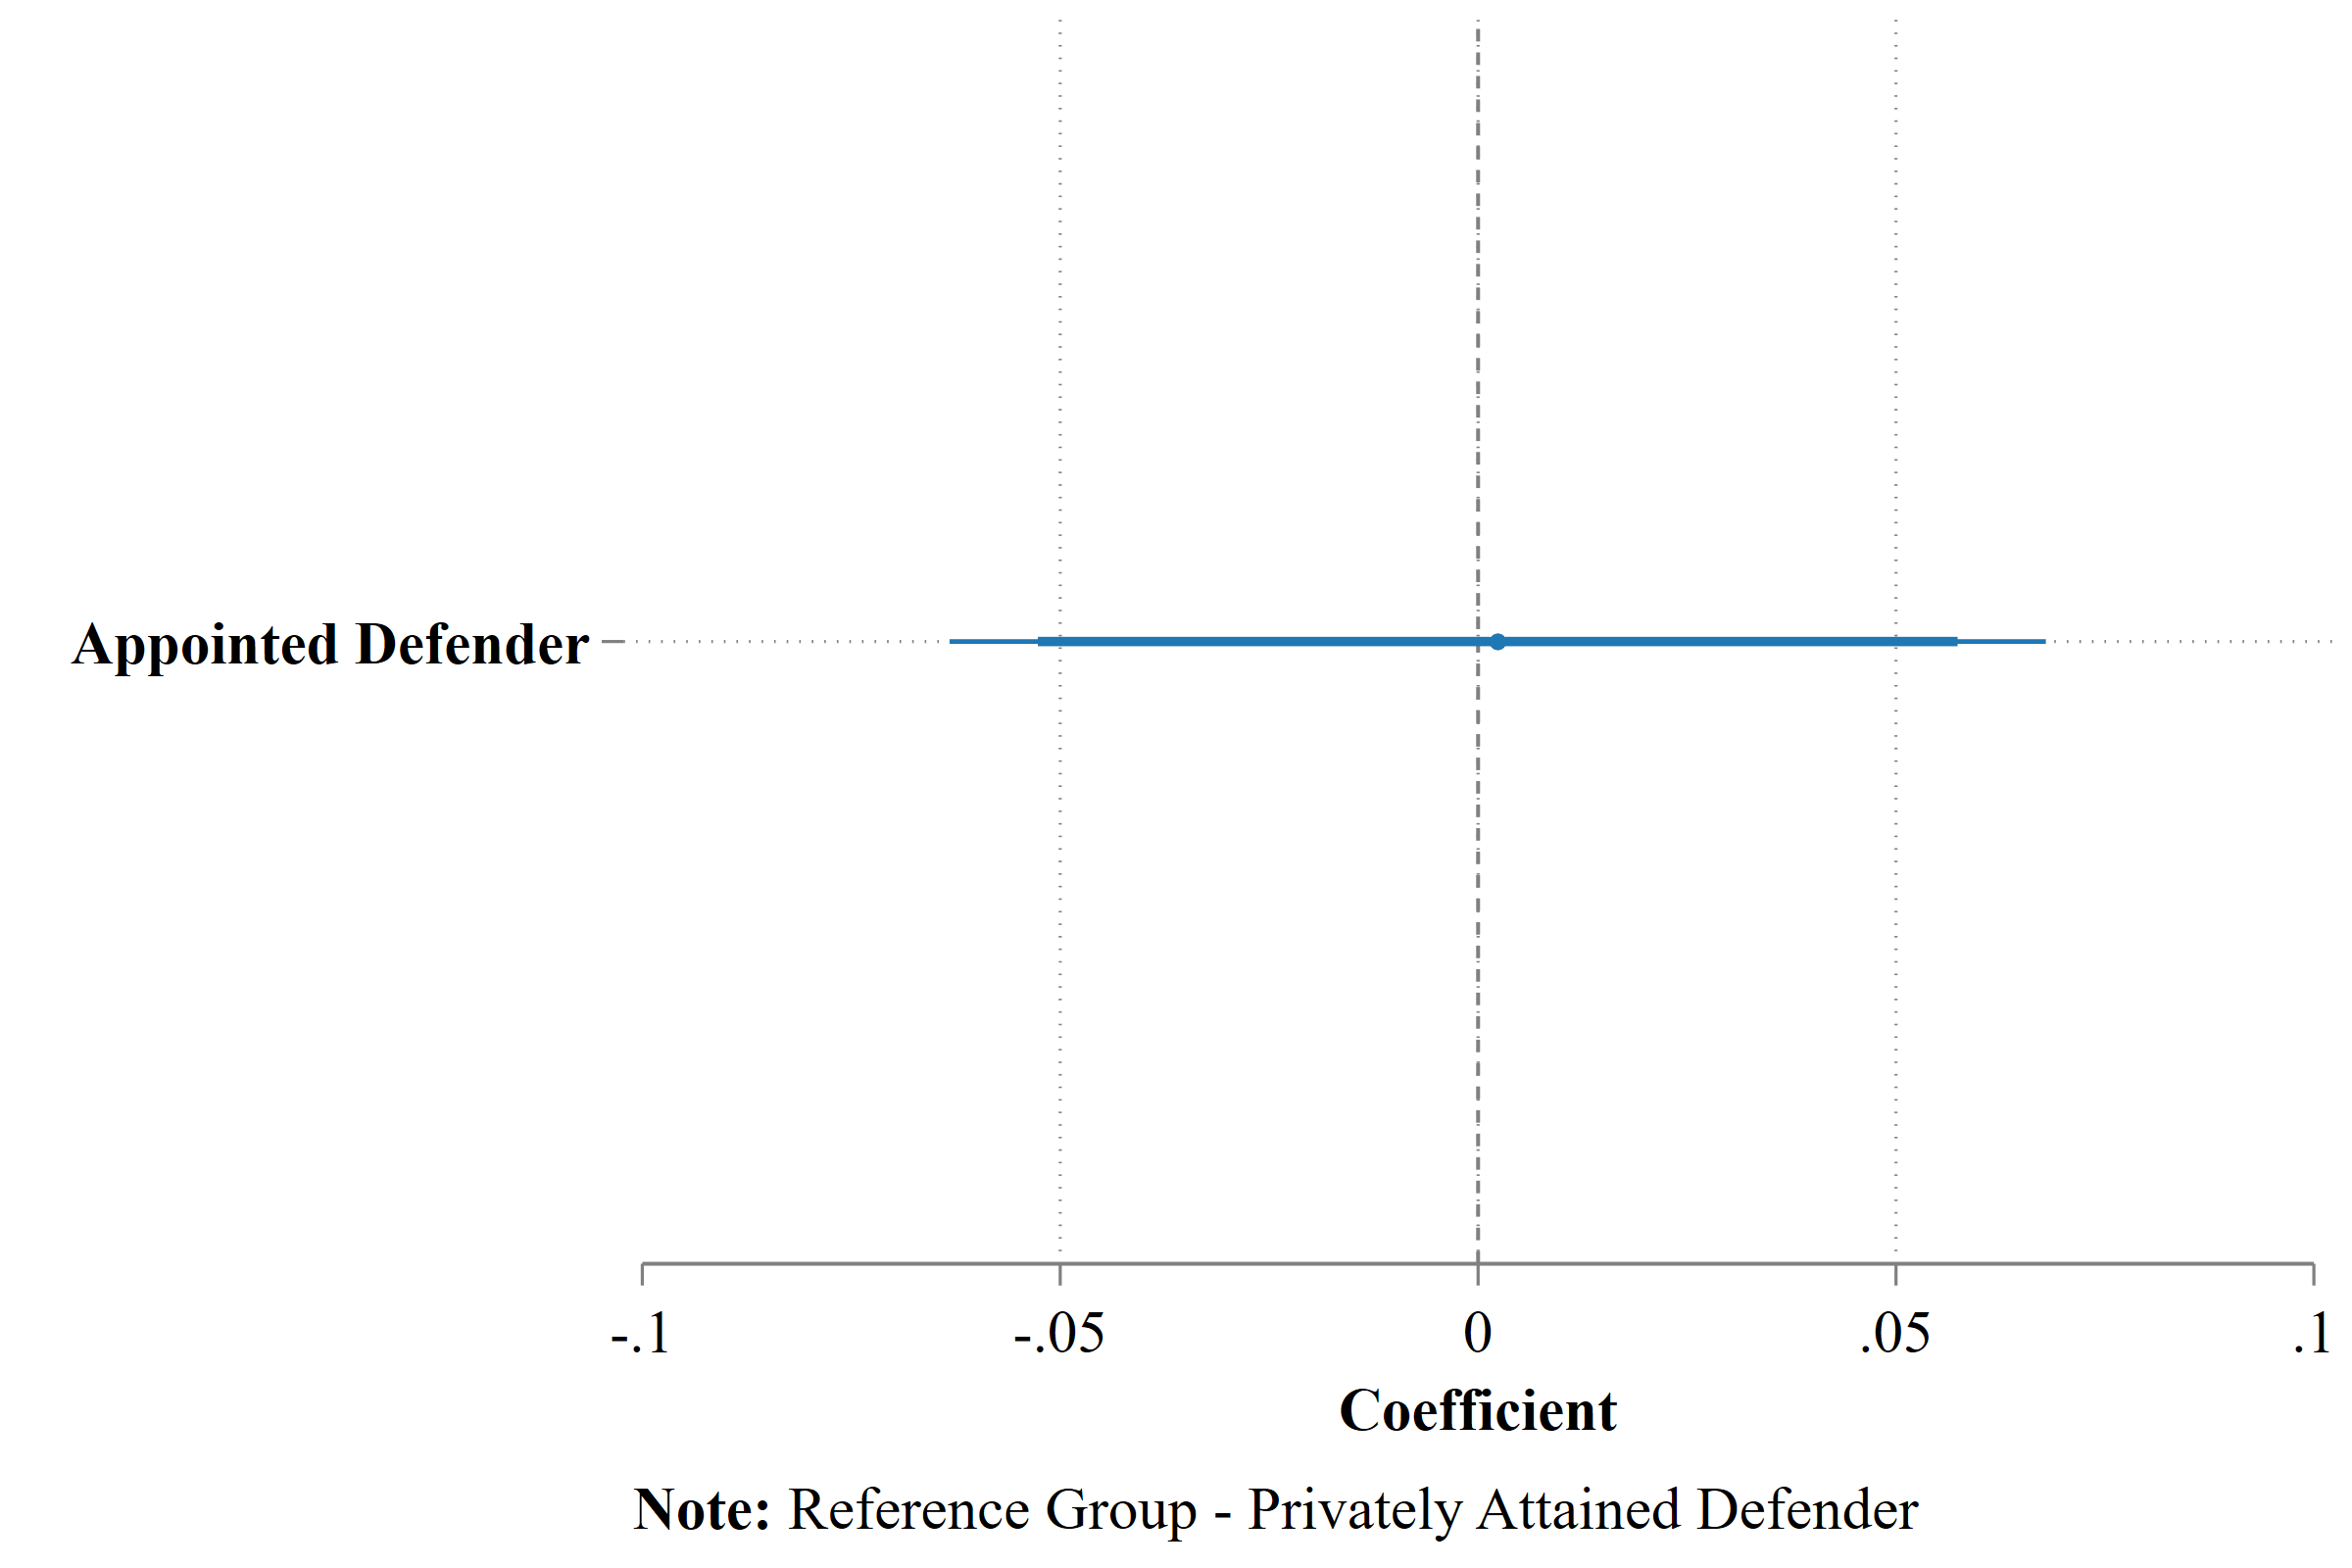 Appointed Defender
-.1 -.05 0 .05 .1
Coefficient
Note: Reference Group - Privately Attained Defender